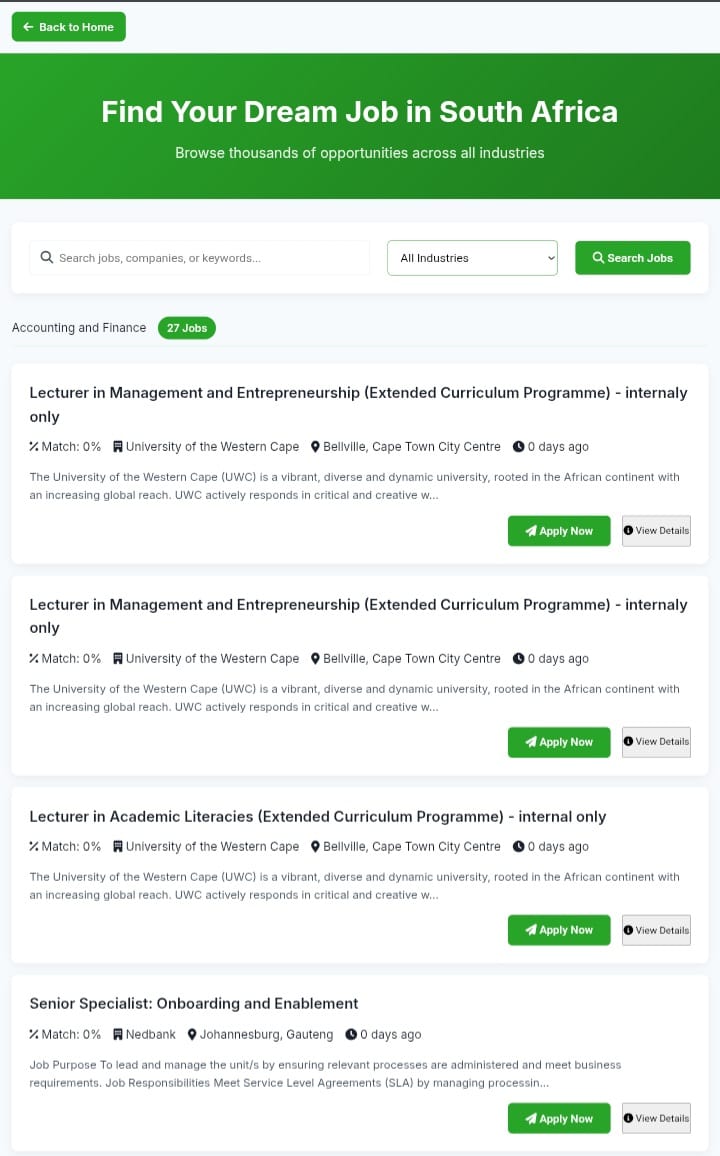 Back to Home
Find Your Dream Job in South Africa
Browse thousands of opportunities across all industries
Search jobs, companies, or keywords...
All Industries
Search Jobs
Accounting and Finance 27 Jobs
Lecturer in Management and Entrepreneurship (Extended Curriculum Programme) - internaly
only
Match: 0% University of the Western Cape Bellville, Cape Town City Centre 0 days ago
The University of the Western Cape (UWC) is a vibrant, diverse and dynamic university, rooted in the African continent with
an increasing global reach. UWC actively responds in critical and creative w...
Apply Now View Details
Lecturer in Management and Entrepreneurship (Extended Curriculum Programme) - internaly
only
Match: 0% University of the Western Cape Bellville, Cape Town City Centre 0 days ago
The University of the Western Cape (UWC) is a vibrant, diverse and dynamic university, rooted in the African continent with
an increasing global reach. UWC actively responds in critical and creative w...
Apply Now View Details
Lecturer in Academic Literacies (Extended Curriculum Programme) - internal only
Match: 0% University of the Western Cape Bellville, Cape Town City Centre 0 days ago
The University of the Western Cape (UWC) is a vibrant, diverse and dynamic university, rooted in the African continent with
an increasing global reach. UWC actively responds in critical and creative w...
Apply Now View Details
Senior Specialist: Onboarding and Enablement
Match: 0% Nedbank Johannesburg, Gauteng 0 days ago
Job Purpose To lead and manage the unit/s by ensuring relevant processes are administered and meet business
requirements. Job Responsibilities Meet Service Level Agreements (SLA) by managing processin...
Apply Now View Details